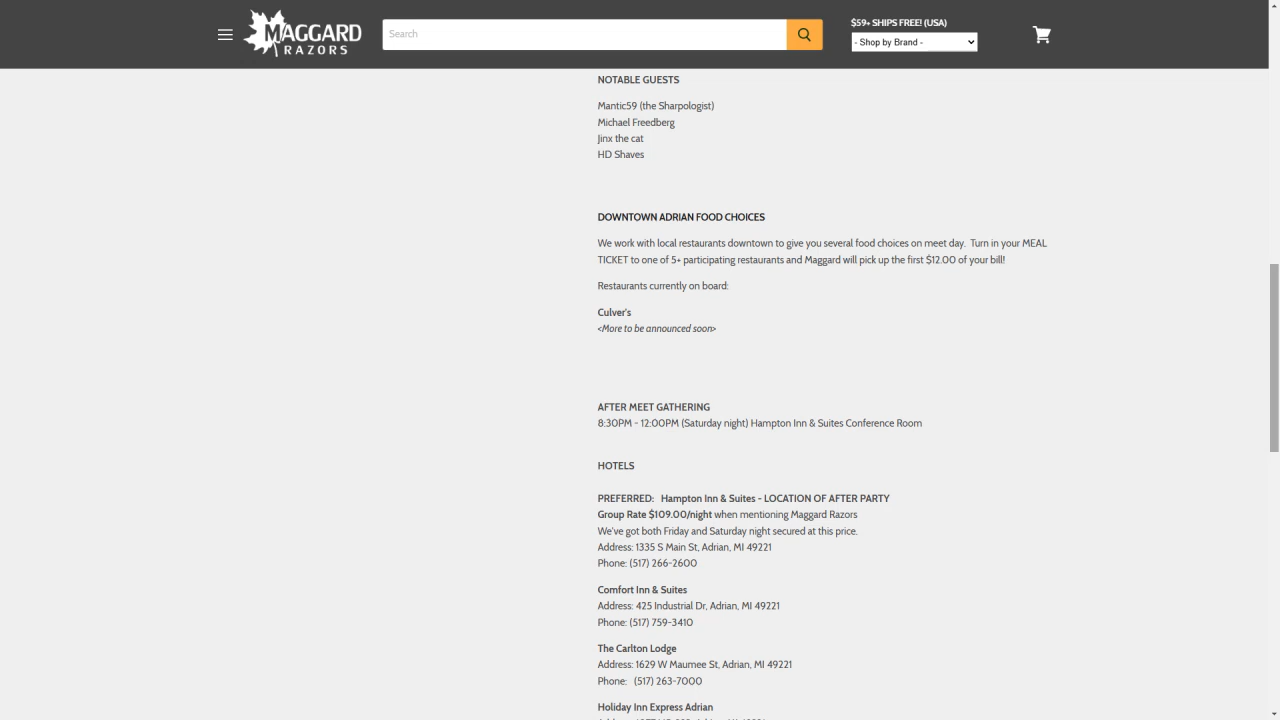 MAGGARD
RAZORS
Search
$59+ SHIPS FREE! (USA)
- Shop by Brand -
NOTABLE GUESTS
Mantic59 (the Sharpologist)
Michael Freedberg
Jinx the cat
HD Shaves
DOWNTOWN ADRIAN FOOD CHOICES
We work with local restaurants downtown to give you several food choices on meet day. Turn in your MEAL
TICKET to one of 5+ participating restaurants and Maggard will pick up the first $12.00 of your bill!
Restaurants currently on board:
Culver's
<More to be announced soon>
AFTER MEET GATHERING
8:30PM - 12:00PM (Saturday night) Hampton Inn & Suites Conference Room
HOTELS
PREFERRED: Hampton Inn & Suites - LOCATION OF AFTER PARTY
Group Rate $109.00/night when mentioning Maggard Razors
We've got both Friday and Saturday night secured at this price.
Address: 1335 S Main St, Adrian, MI 49221
Phone: (517) 266-2600
Comfort Inn & Suites
Address: 425 Industrial Dr, Adrian, MI 49221
Phone: (517) 759-3410
The Carlton Lodge
Address: 1629 W Maumee St, Adrian, MI 49221
Phone: (517) 263-7000
Holiday Inn Express Adrian